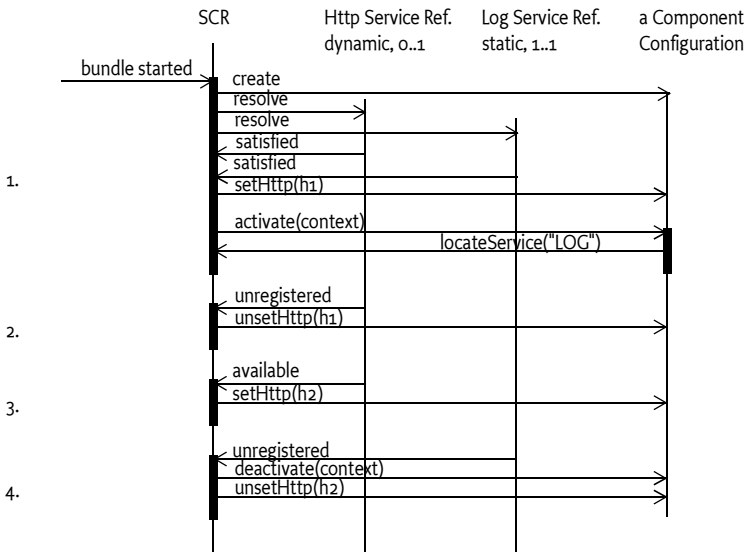 SCR
Http Service Ref.
dynamic, 0..1
Log Service Ref.
static, 1..1
a Component
Configuration
bundle started
create
resolve
resolve
satisfied
satisfied
1.
setHttp(h1)
activate(context)
locateService("LOG")
unregistered
unsetHttp(h1)
2.
available
setHttp(h2)
3.
unregistered
deactivate(context)
unsetHttp(h2)
4.